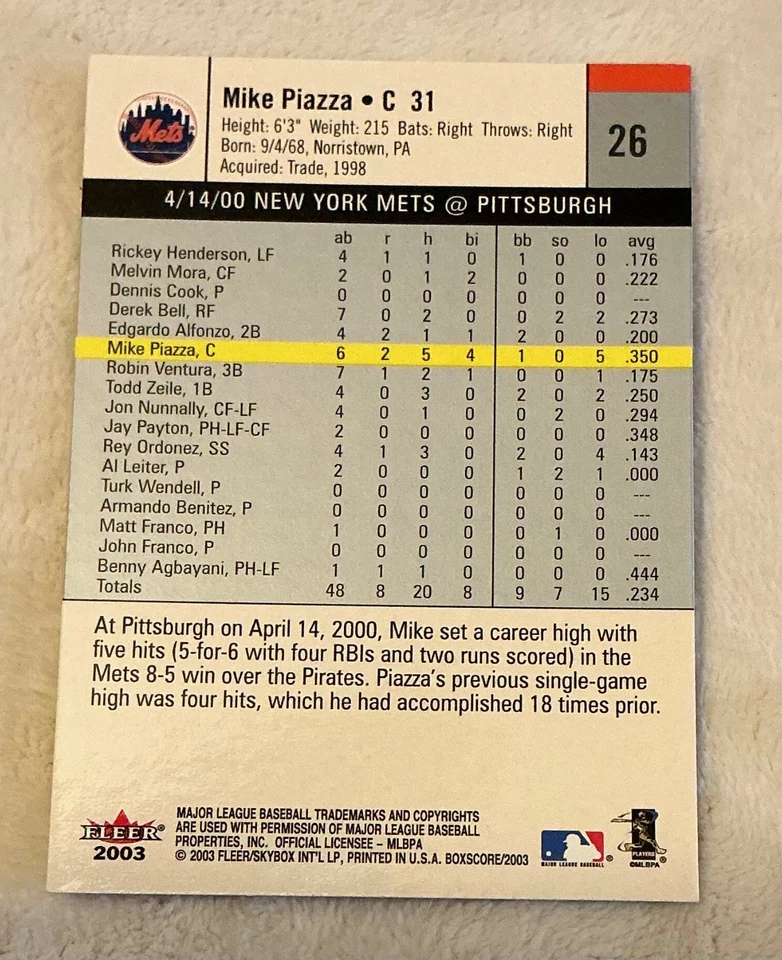 Mets
Mike Piazza • C 31
Height: 6'3" Weight: 215 Bats: Right Throws: Right
Born: 9/4/68, Norristown, PA
Acquired: Trade, 1998
26
4/14/00 NEW YORK METS @ PITTSBURGH
ab r h bi bb so lo avg
Rickey Henderson, LF 4 1 1 0 1 0 0 .176
Melvin Mora, CF 2 0 1 2 0 0 0 .222
Dennis Cook, P 0 0 0 0 0 0 0 ---
Derek Bell, RF 7 0 2 0 0 2 2 .273
Edgardo Alfonzo, 2B 4 2 1 1 2 0 0 .200
Mike Piazza, C 6 2 5 4 1 0 5 .350
Robin Ventura, 3B 7 1 2 1 0 0 1 .175
Todd Zeile, 1B 4 0 3 0 2 0 2 .250
Jon Nunnally, CF-LF 4 0 1 0 0 2 0 .294
Jay Payton, PH-LF-CF 2 0 0 0 0 0 0 .348
Rey Ordonez, SS 4 1 3 0 2 0 4 .143
Al Leiter, P 2 0 0 0 1 2 1 .000
Turk Wendell, P 0 0 0 0 0 0 0 ---
Armando Benitez, P 0 0 0 0 0 0 0 ---
Matt Franco, PH 1 0 0 0 0 1 0 .000
John Franco, P 0 0 0 0 0 0 0 ---
Benny Agbayani, PH-LF 1 1 1 0 0 0 0 .444
Totals 48 8 20 8 9 7 15 .234
At Pittsburgh on April 14, 2000, Mike set a career high with
five hits (5-for-6 with four RBIs and two runs scored) in the
Mets 8-5 win over the Pirates. Piazza's previous single-game
high was four hits, which he had accomplished 18 times prior.
FLEER®
2003
MAJOR LEAGUE BASEBALL TRADEMARKS AND COPYRIGHTS
ARE USED WITH PERMISSION OF MAJOR LEAGUE BASEBALL
PROPERTIES, INC. OFFICIAL LICENSEE – MLBPA
© 2003 FLEER/SKYBOX INT'L LP, PRINTED IN U.S.A. BOXSCORE/2003
MAJOR LEAGUE BASEBALL®
PLAYERS
©MLBPA